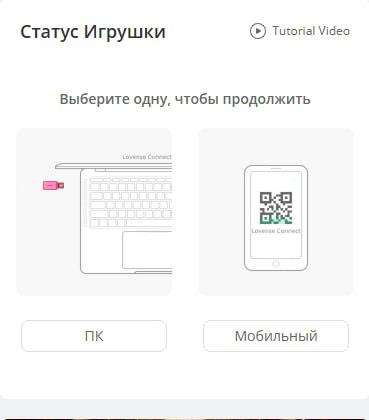 Статус Игрушки
Tutorial Video
Выберите одну, чтобы продолжить
Lovense Connect
Lovense Connect
ПК
Мобильный